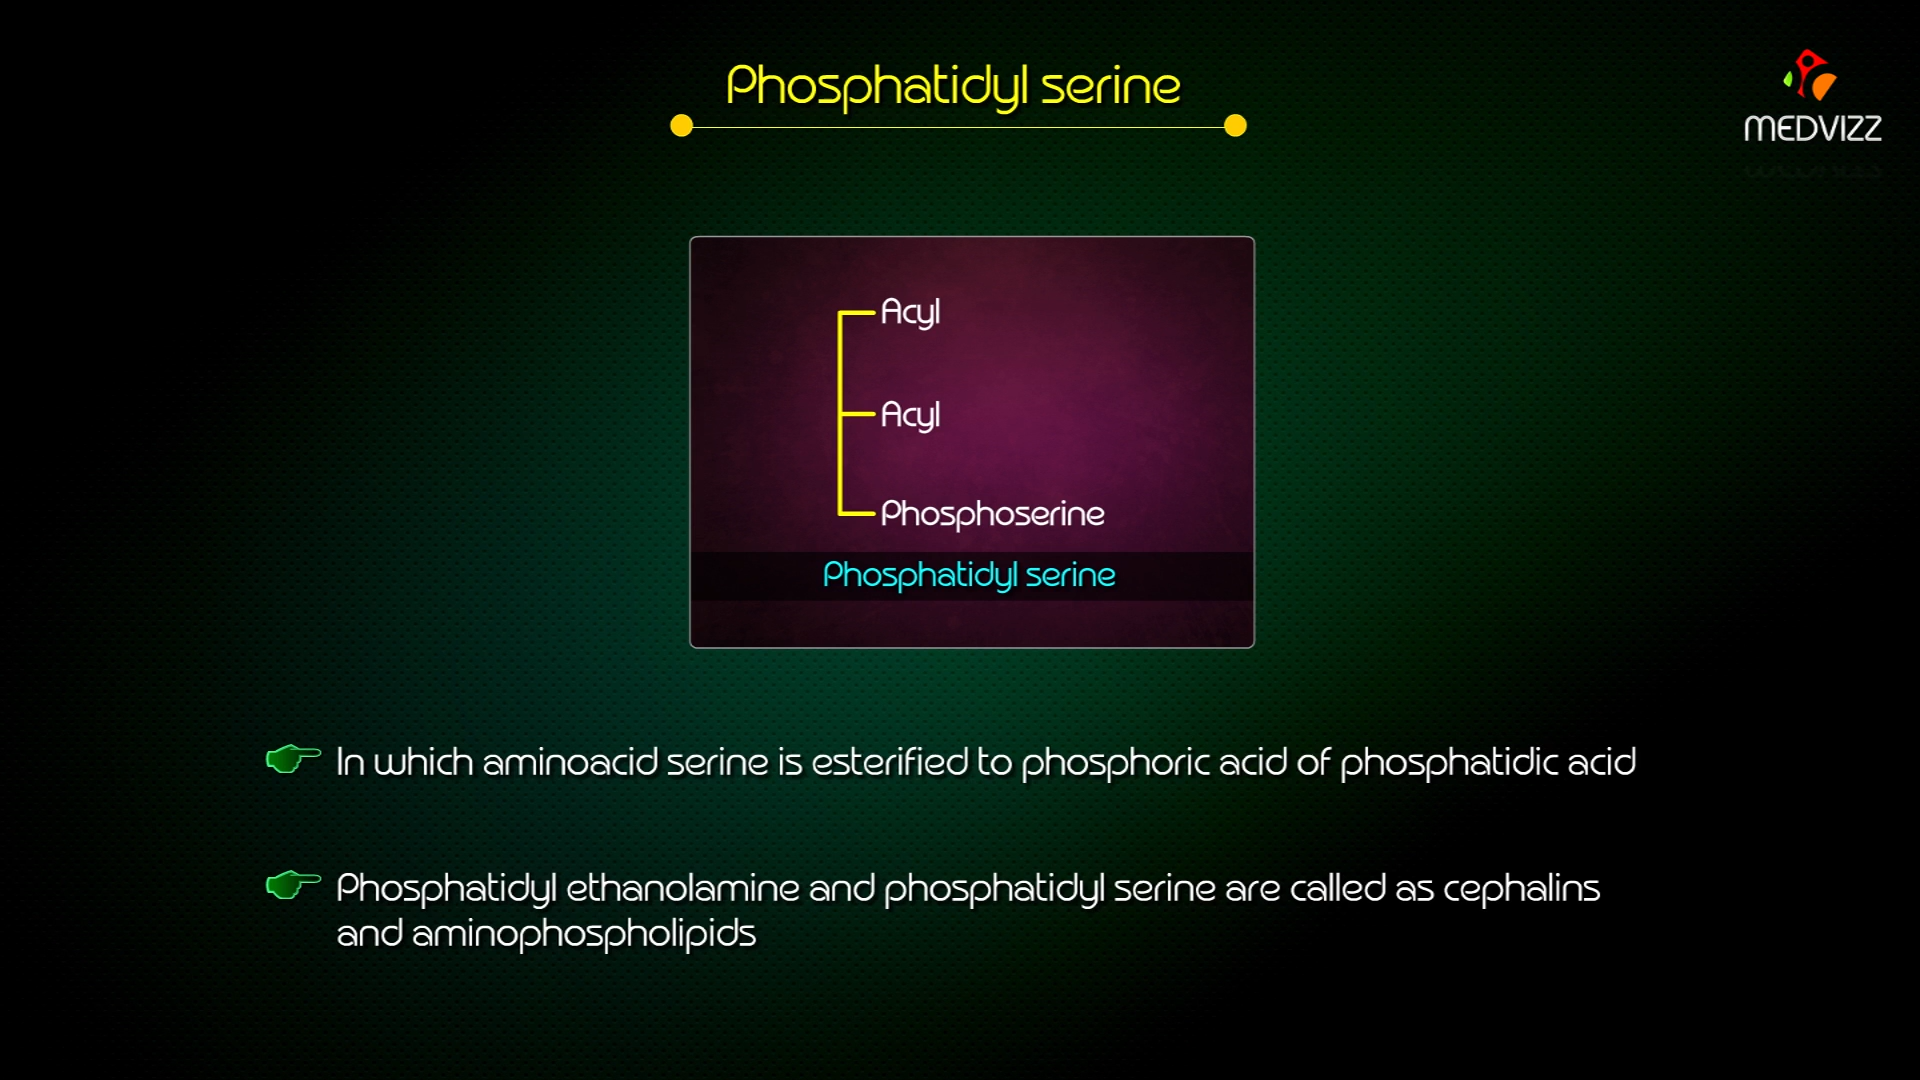 Phosphatidyl serine
MEDVIZZ
Acyl
Acyl
Phosphoserine
Phosphatidyl serine
In which aminoacid serine is esterified to phosphoric acid of phosphatidic acid
Phosphatidyl ethanolamine and phosphatidyl serine are called as cephalins
and aminophospholipids